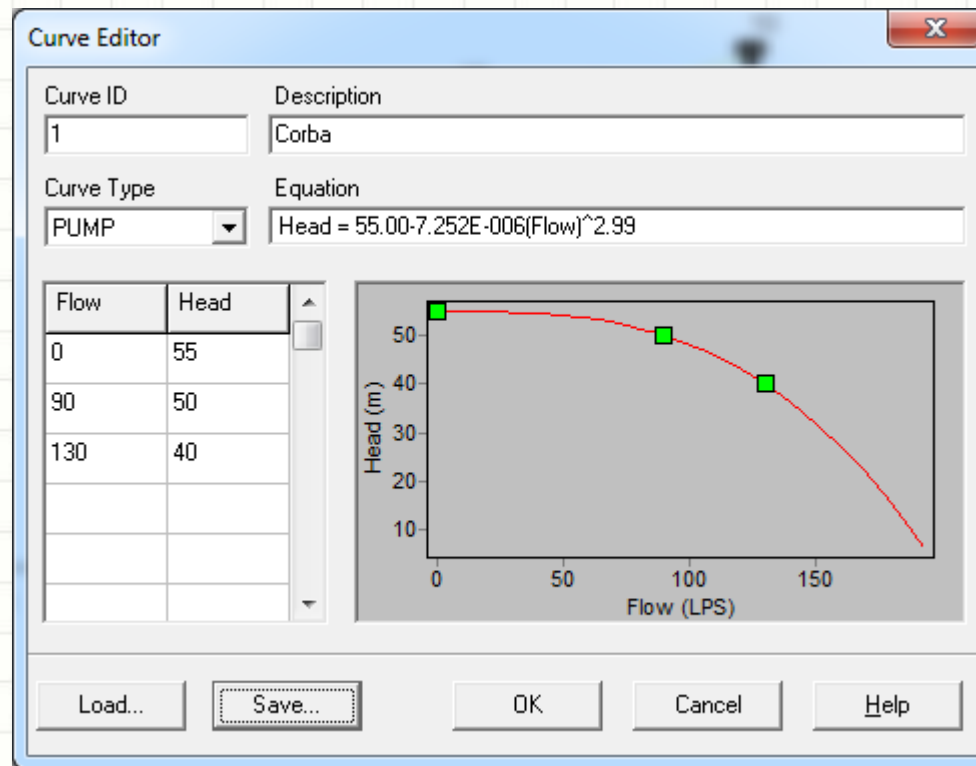 Curve Editor
Curve ID Description
1 Corba
Curve Type Equation
PUMP Head = 55.00-7.252E-006(Flow)^2.99
Flow Head
0 55
90 50
130 40
50
40
30
20
10
Head (m)
0 50 100 150
Flow (LPS)
Load... Save... OK Cancel Help